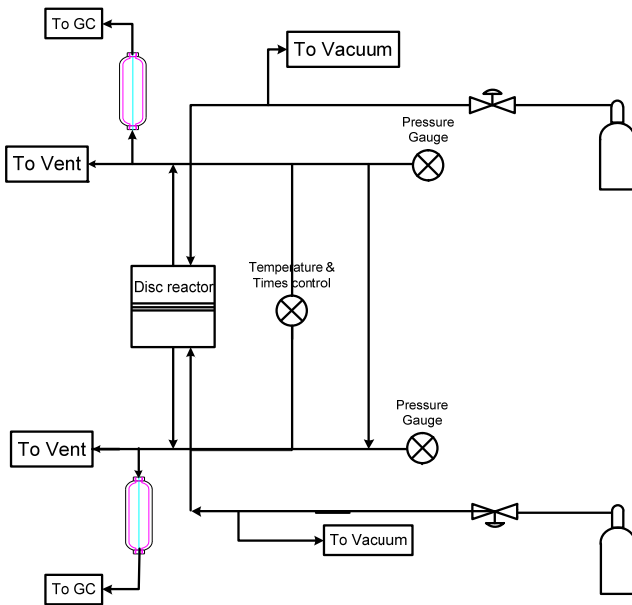 To GC
To Vacuum
Pressure
Gauge
To Vent
Temperature &
Times control
Disc reactor
Pressure
Gauge
To Vent
To Vacuum
To GC